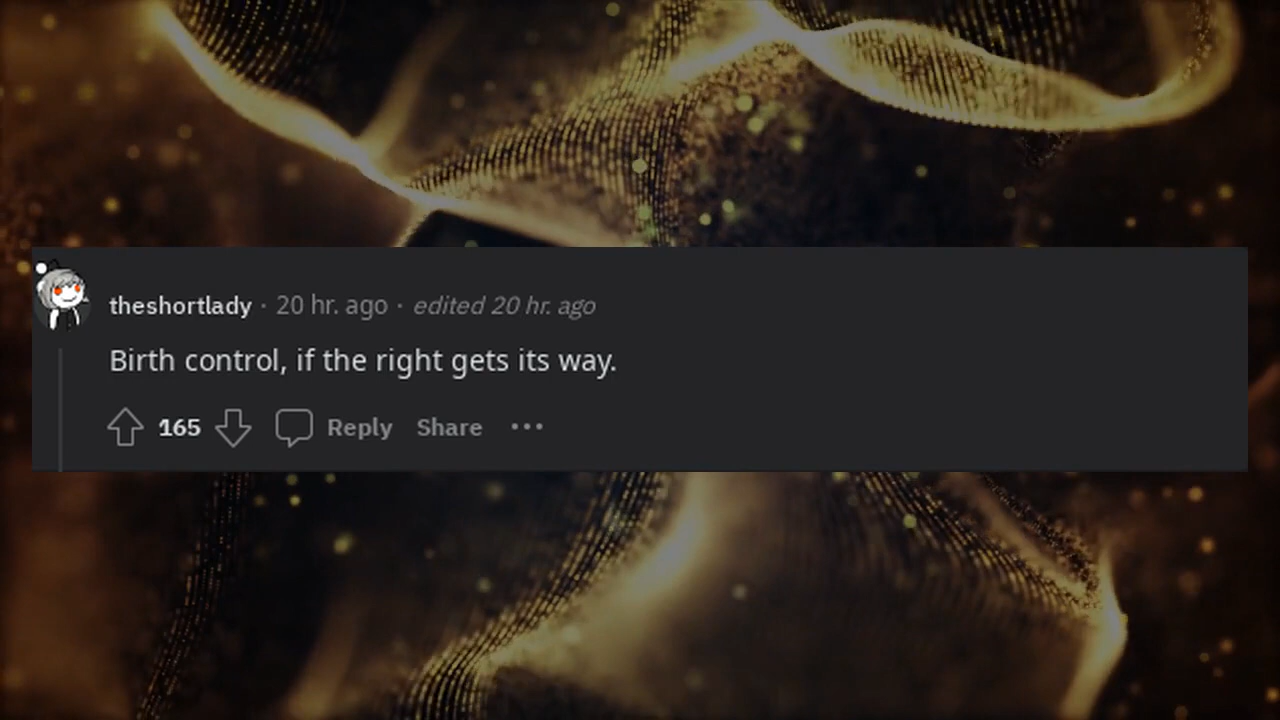 theshortlady · 20 hr. ago · edited 20 hr. ago
Birth control, if the right gets its way.
165 Reply Share ...